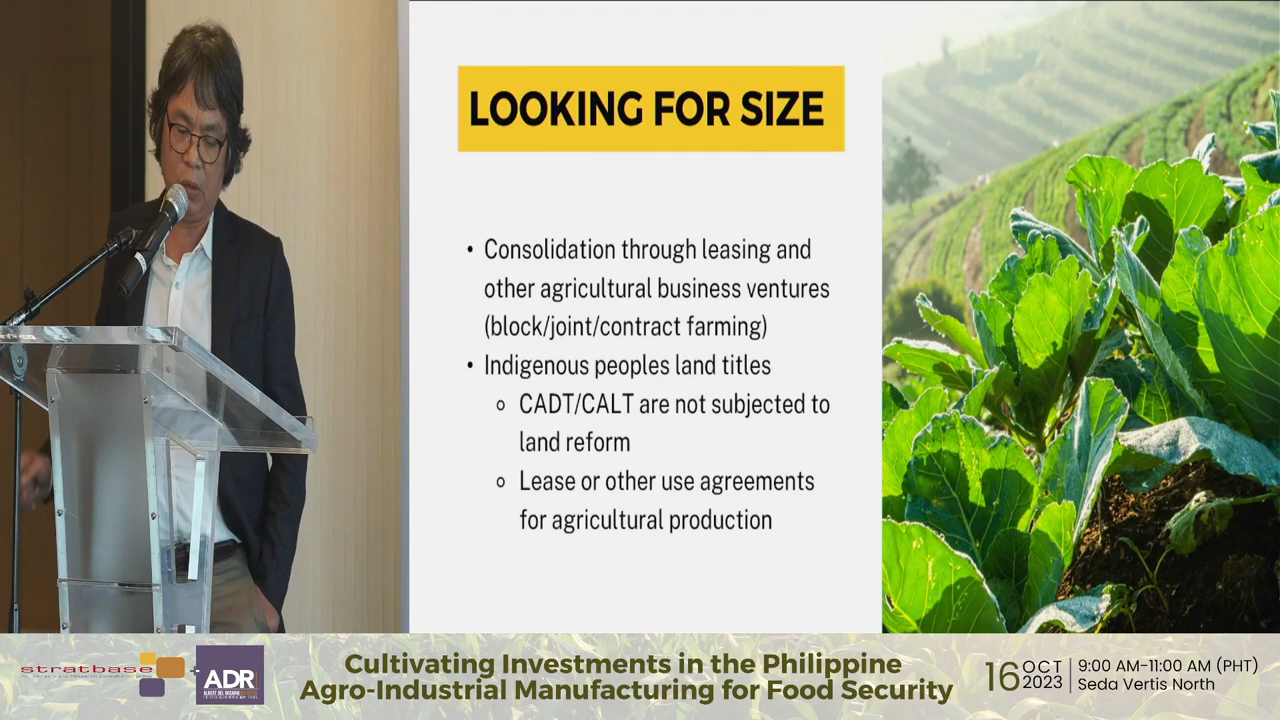 LOOKING FOR SIZE
• Consolidation through leasing and
other agricultural business ventures
(block/joint/contract farming)
• Indigenous peoples land titles
○ CADT/CALT are not subjected to
land reform
○ Lease or other use agreements
for agricultural production
stratbase
+
ADR
Cultivating Investments in the Philippine
Agro-Industrial Manufacturing for Food Security
16 OCT
2023
9:00 AM-11:00 AM (PHT)
Seda Vertis North